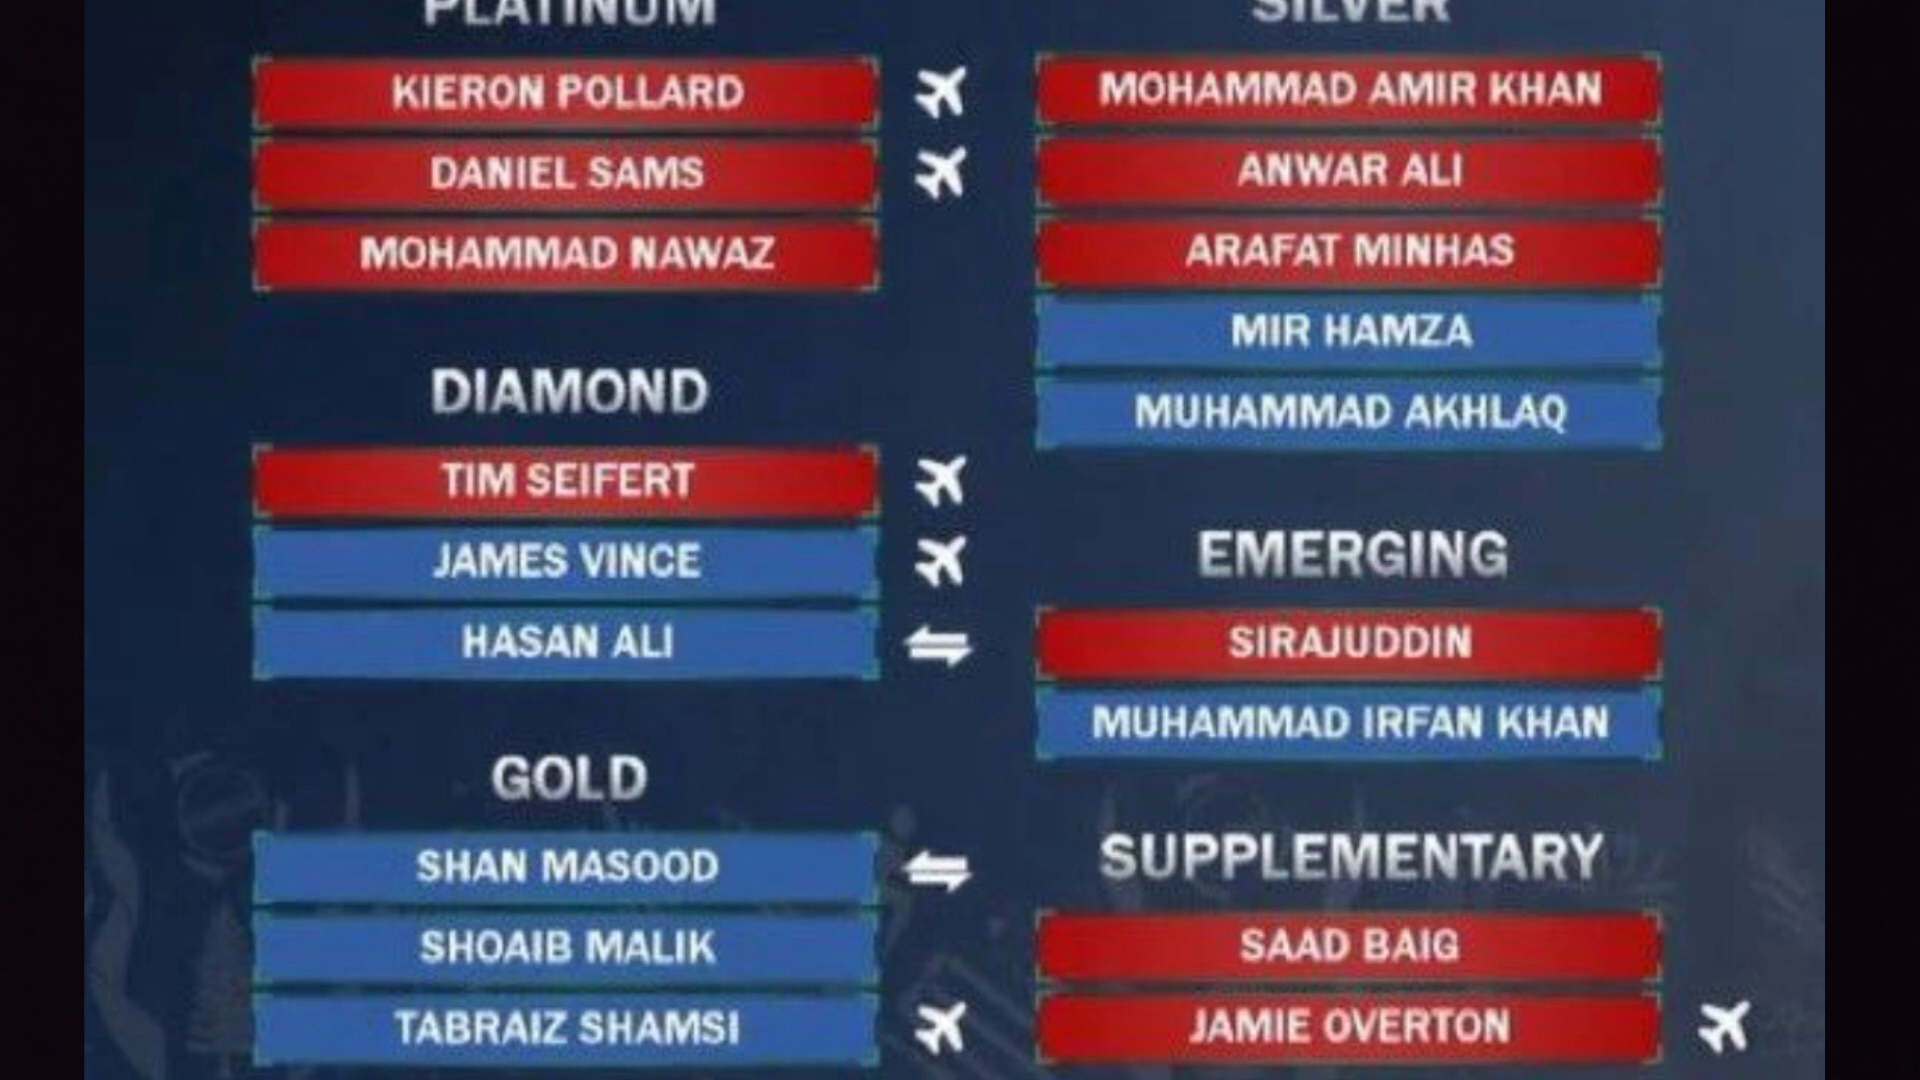 PLATINUM
KIERON POLLARD
DANIEL SAMS
MOHAMMAD NAWAZ
DIAMOND
TIM SEIFERT
JAMES VINCE
HASAN ALI
GOLD
SHAN MASOOD
SHOAIB MALIK
TABRAIZ SHAMSI
SILVER
MOHAMMAD AMIR KHAN
ANWAR ALI
ARAFAT MINHAS
MIR HAMZA
MUHAMMAD AKHLAQ
EMERGING
SIRAJUDDIN
MUHAMMAD IRFAN KHAN
SUPPLEMENTARY
SAAD BAIG
JAMIE OVERTON